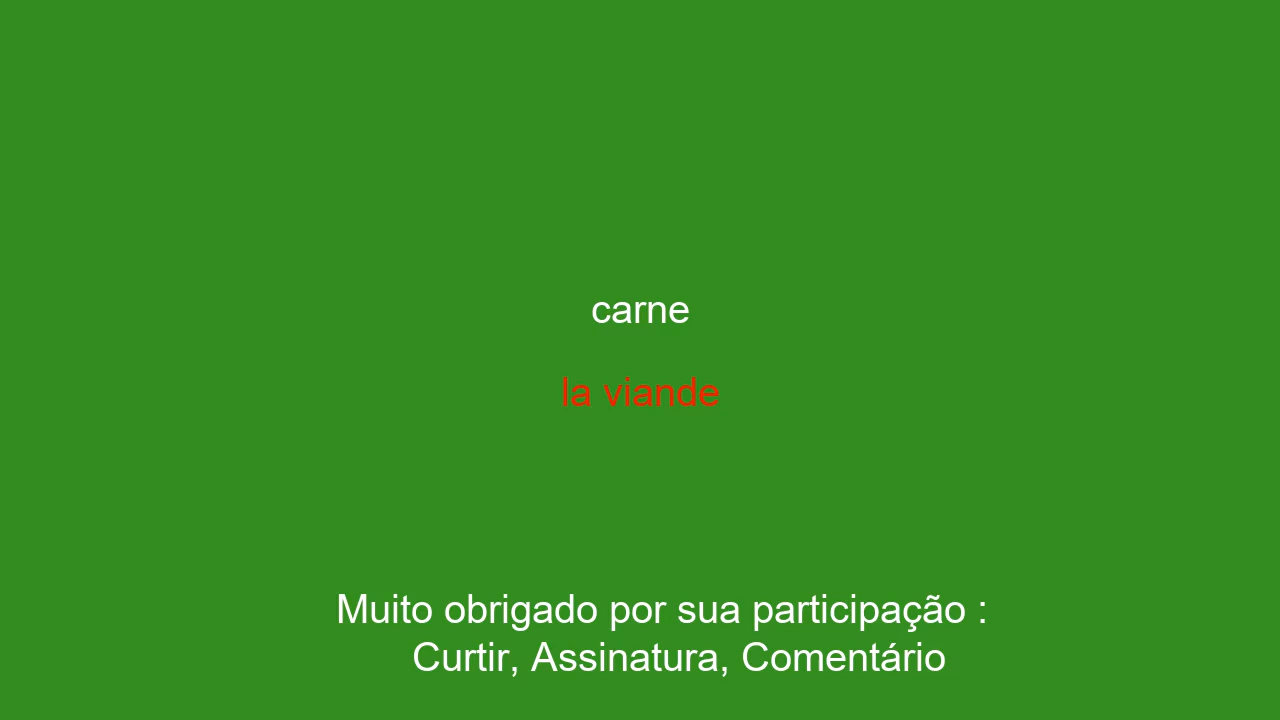 carne
la viande
Muito obrigado por sua participação :
Curtir, Assinatura, Comentário